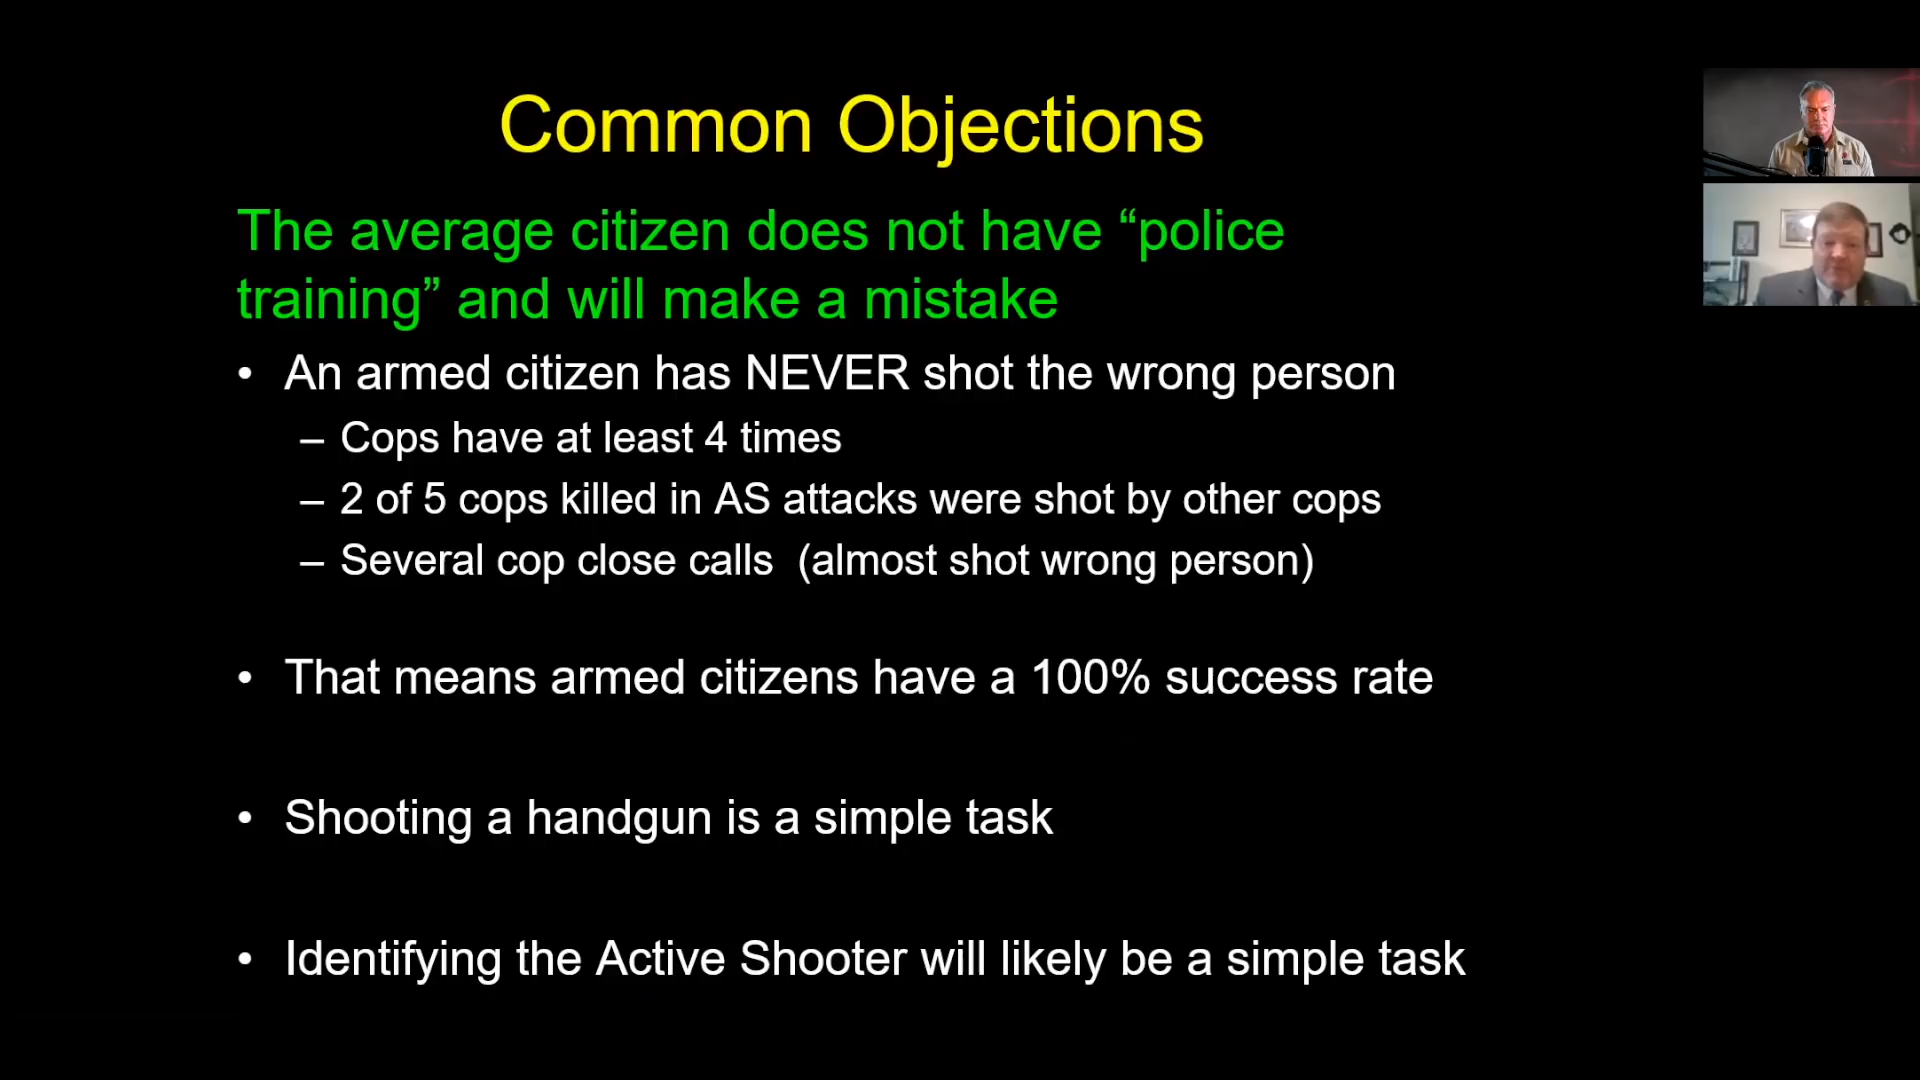 Common Objections
The average citizen does not have “police
training” and will make a mistake
• An armed citizen has NEVER shot the wrong person
– Cops have at least 4 times
– 2 of 5 cops killed in AS attacks were shot by other cops
– Several cop close calls  (almost shot wrong person)
• That means armed citizens have a 100% success rate
• Shooting a handgun is a simple task
• Identifying the Active Shooter will likely be a simple task